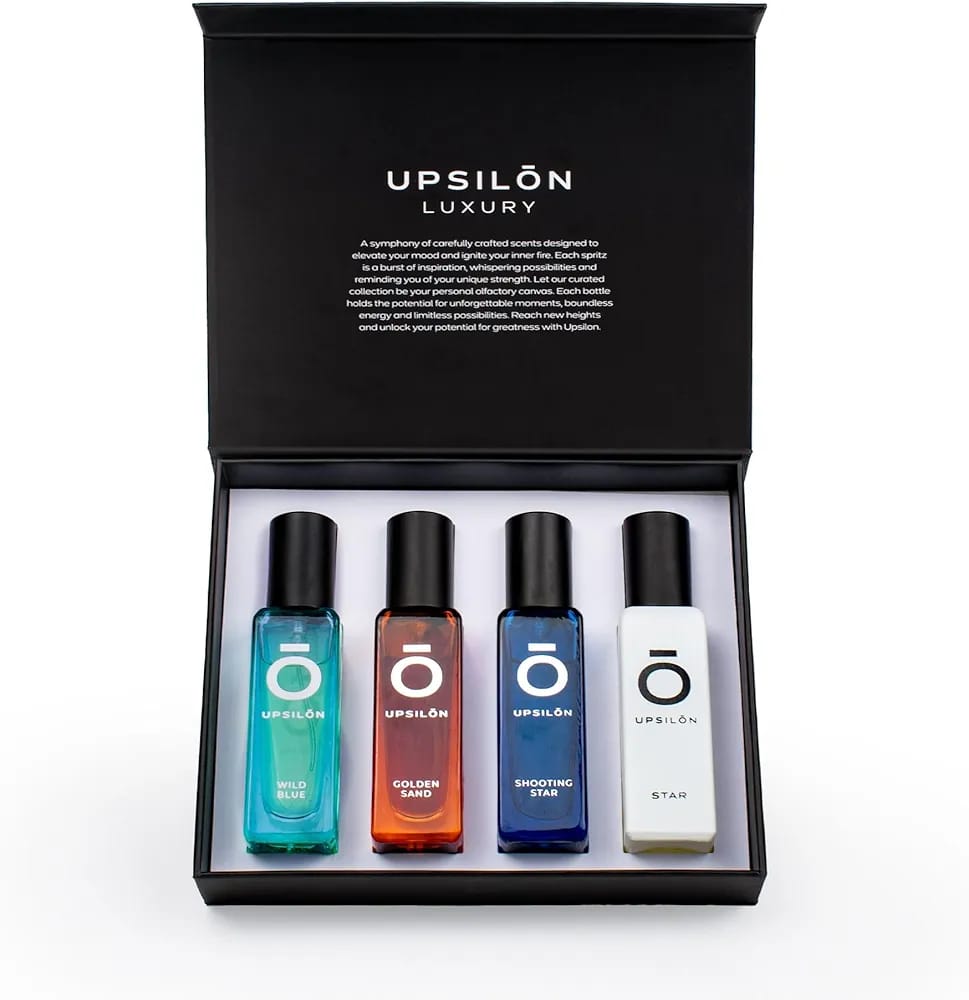 UPSILŌN
LUXURY
A symphony of carefully crafted scents designed to
elevate your mood and ignite your inner fire. Each spritz
is a burst of inspiration, whispering possibilities and
reminding you of your unique strength. Let our curated
collection be your personal olfactory canvas. Each bottle
holds the potential for unforgettable moments, boundless
energy and limitless possibilities. Reach new heights
and unlock your potential for greatness with Upsilon.
Ō
UPSILŌN
WILD
BLUE
Ō
UPSILŌN
GOLDEN
SAND
Ō
UPSILŌN
SHOOTING
STAR
Ō
UPSILŌN
STAR